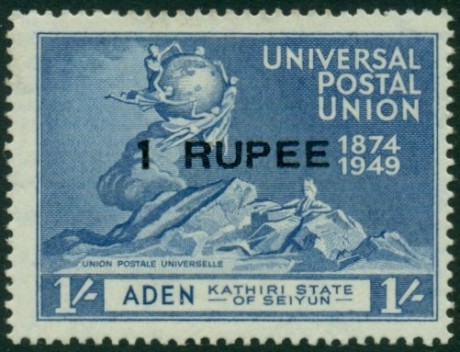 UNIVERSAL
POSTAL
UNION
1874
1949
1 RUPEE
UNION POSTALE UNIVERSELLE
1/- ADEN KATHIRI STATE
OF SEIYUN 1/-